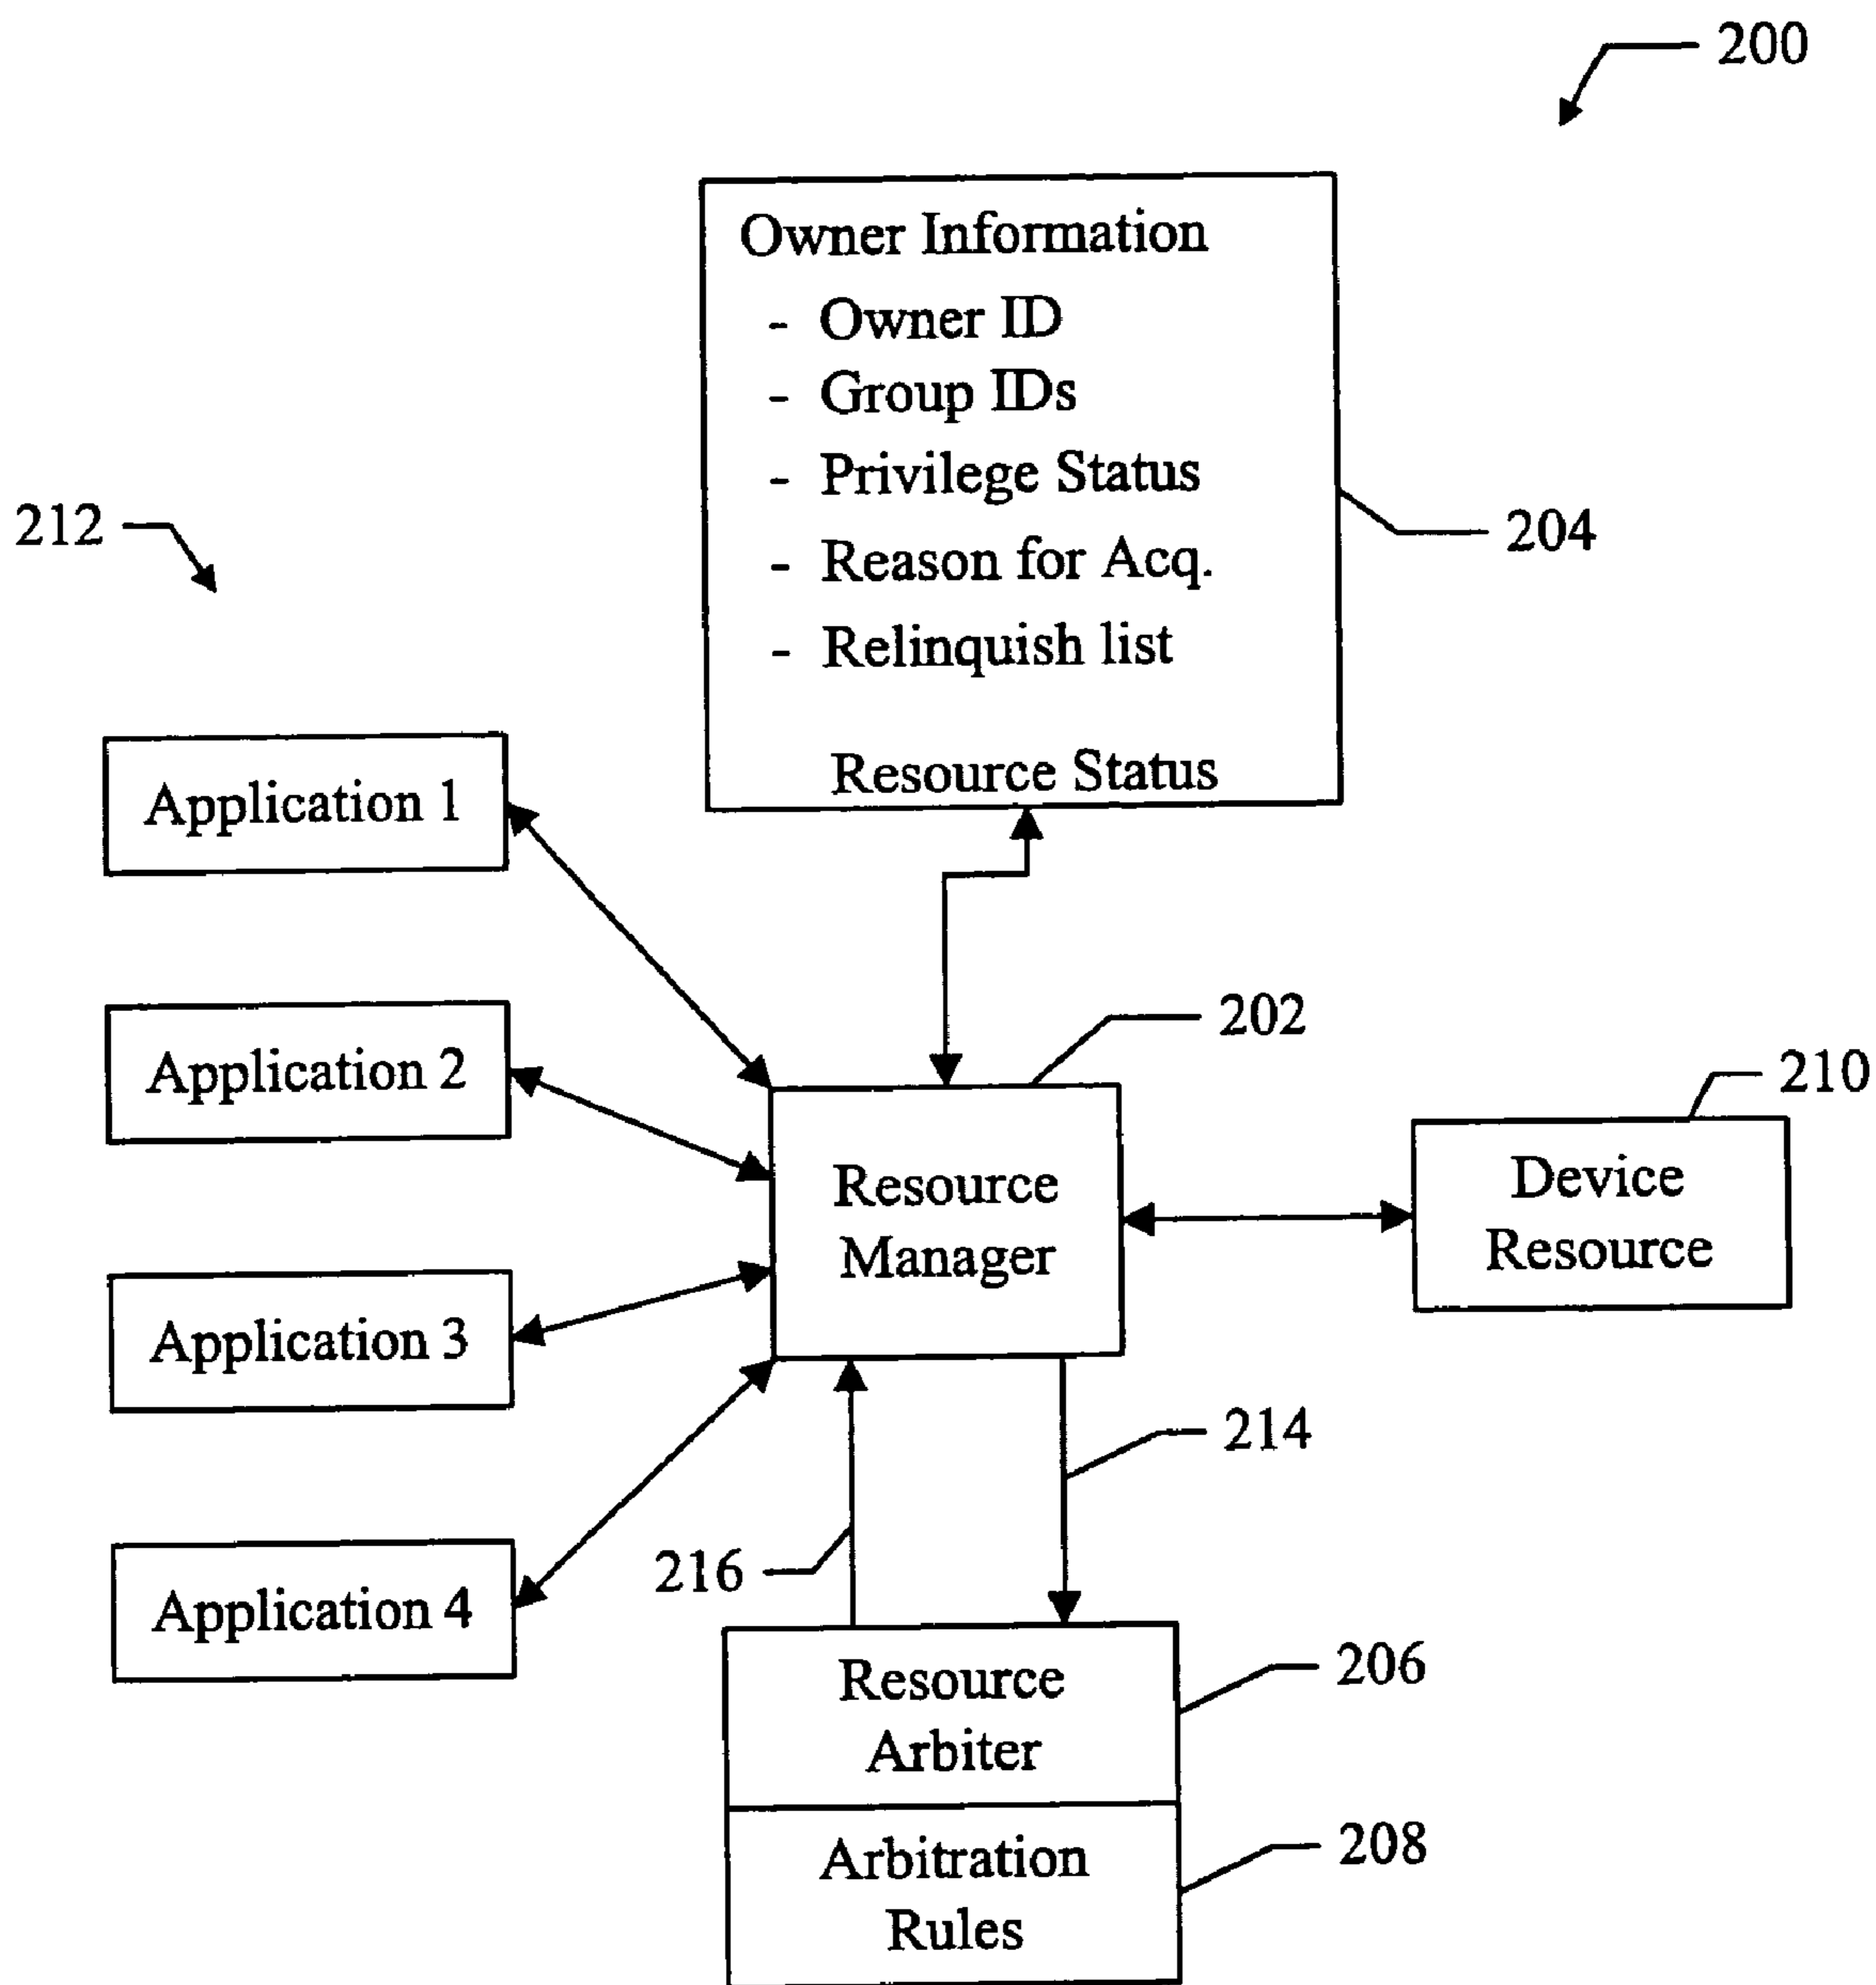 200
Owner Information
- Owner ID
- Group IDs
- Privilege Status
- Reason for Acq.
- Relinquish list
Resource Status
204
212
Application 1
Application 2
Application 3
Application 4
202
Resource
Manager
210
Device
Resource
214
216
Resource
Arbiter
206
Arbitration
Rules
208